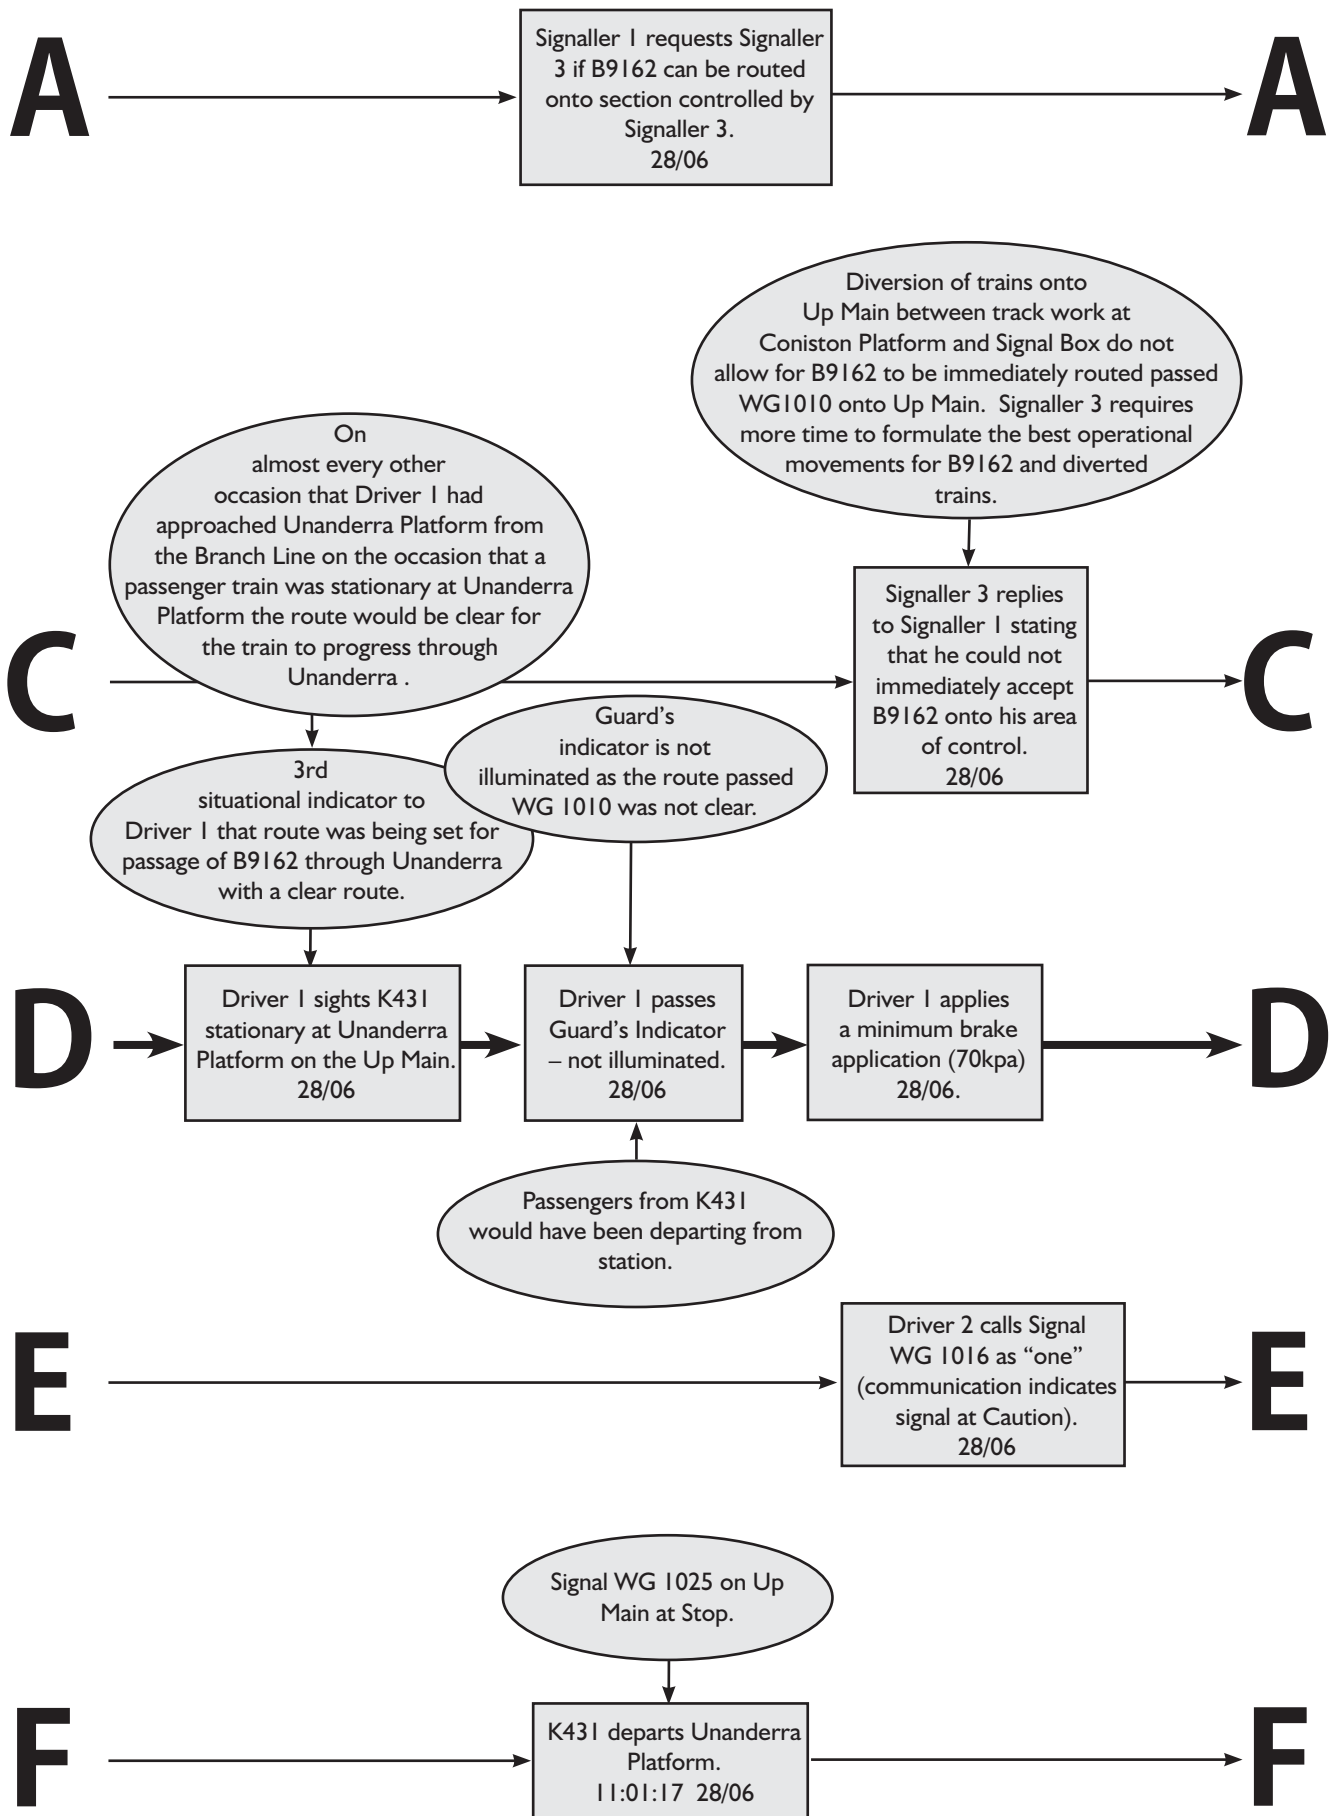 A
Signaller 1 requests Signaller
3 if B9162 can be routed
onto section controlled by
Signaller 3.
28/06
A
Diversion of trains onto
Up Main between track work at
Coniston Platform and Signal Box do not
allow for B9162 to be immediately routed passed
WG1010 onto Up Main. Signaller 3 requires
more time to formulate the best operational
movements for B9162 and diverted
trains.
On
almost every other
occasion that Driver 1 had
approached Unanderra Platform from
the Branch Line on the occasion that a
passenger train was stationary at Unanderra
Platform the route would be clear for
the train to progress through
Unanderra .
C
Signaller 3 replies
to Signaller 1 stating
that he could not
immediately accept
B9162 onto his area
of control.
28/06
C
Guard's
indicator is not
illuminated as the route passed
WG 1010 was not clear.
3rd
situational indicator to
Driver 1 that route was being set for
passage of B9162 through Unanderra
with a clear route.
D
Driver 1 sights K431
stationary at Unanderra
Platform on the Up Main.
28/06
Driver 1 passes
Guard's Indicator
– not illuminated.
28/06
Driver 1 applies
a minimum brake
application (70kpa)
28/06.
D
Passengers from K431
would have been departing from
station.
E
Driver 2 calls Signal
WG 1016 as “one”
(communication indicates
signal at Caution).
28/06
E
Signal WG 1025 on Up
Main at Stop.
F
K431 departs Unanderra
Platform.
11:01:17 28/06
F